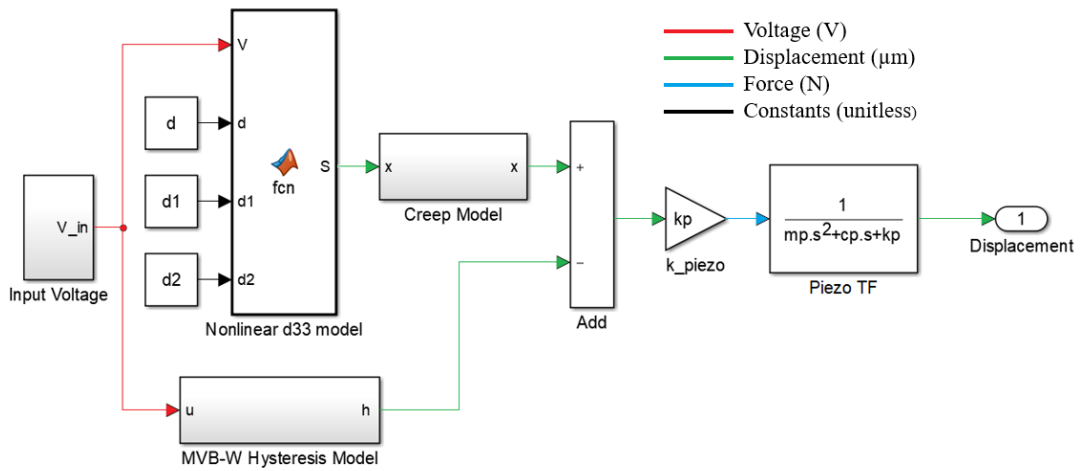 Voltage (V)
Displacement (µm)
Force (N)
Constants (unitless)
V
d
d
fcn
S
d1
d1
d2
d2
Nonlinear d33 model
V_in
Input Voltage
x
x
Creep Model
+
−
Add
kp
k_piezo
1
mp.s²+cp.s+kp
Piezo TF
1
Displacement
u
h
MVB-W Hysteresis Model